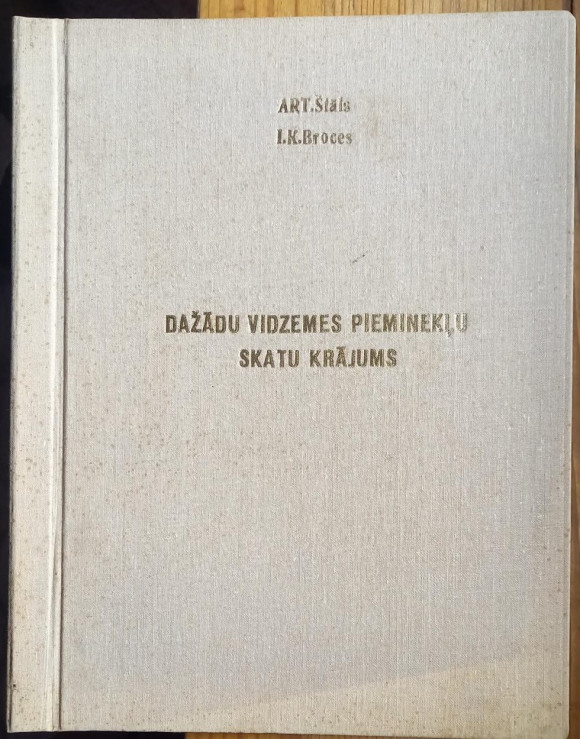 ART.Štāls
I.K.Broces
DAŽĀDU VIDZEMES PIEMINEKĻU
SKATU KRĀJUMS